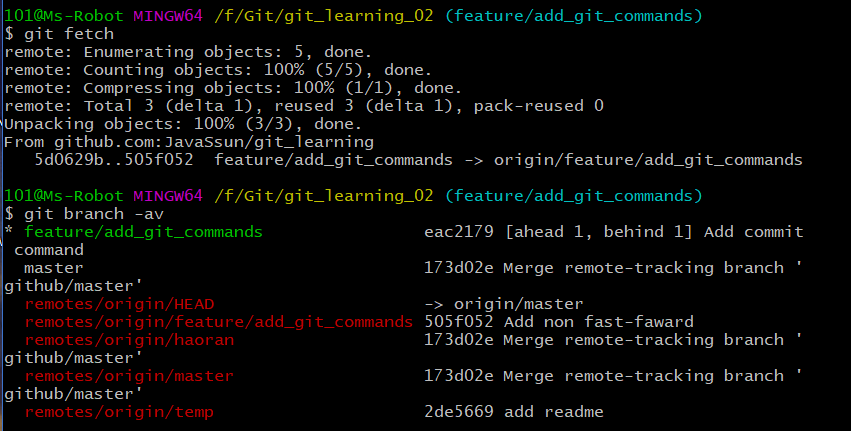 101@Ms-Robot MINGW64 /f/Git/git_learning_02 (feature/add_git_commands)
$ git fetch
remote: Enumerating objects: 5, done.
remote: Counting objects: 100% (5/5), done.
remote: Compressing objects: 100% (1/1), done.
remote: Total 3 (delta 1), reused 3 (delta 1), pack-reused 0
Unpacking objects: 100% (3/3), done.
From github.com:JavaSsun/git_learning
   5d0629b..505f052  feature/add_git_commands -> origin/feature/add_git_commands
101@Ms-Robot MINGW64 /f/Git/git_learning_02 (feature/add_git_commands)
$ git branch -av
* feature/add_git_commands                eac2179 [ahead 1, behind 1] Add commit
 command
  master                                  173d02e Merge remote-tracking branch '
github/master'
  remotes/origin/HEAD                     -> origin/master
  remotes/origin/feature/add_git_commands 505f052 Add non fast-faward
  remotes/origin/haoran                   173d02e Merge remote-tracking branch '
github/master'
  remotes/origin/master                   173d02e Merge remote-tracking branch '
github/master'
  remotes/origin/temp                     2de5669 add readme